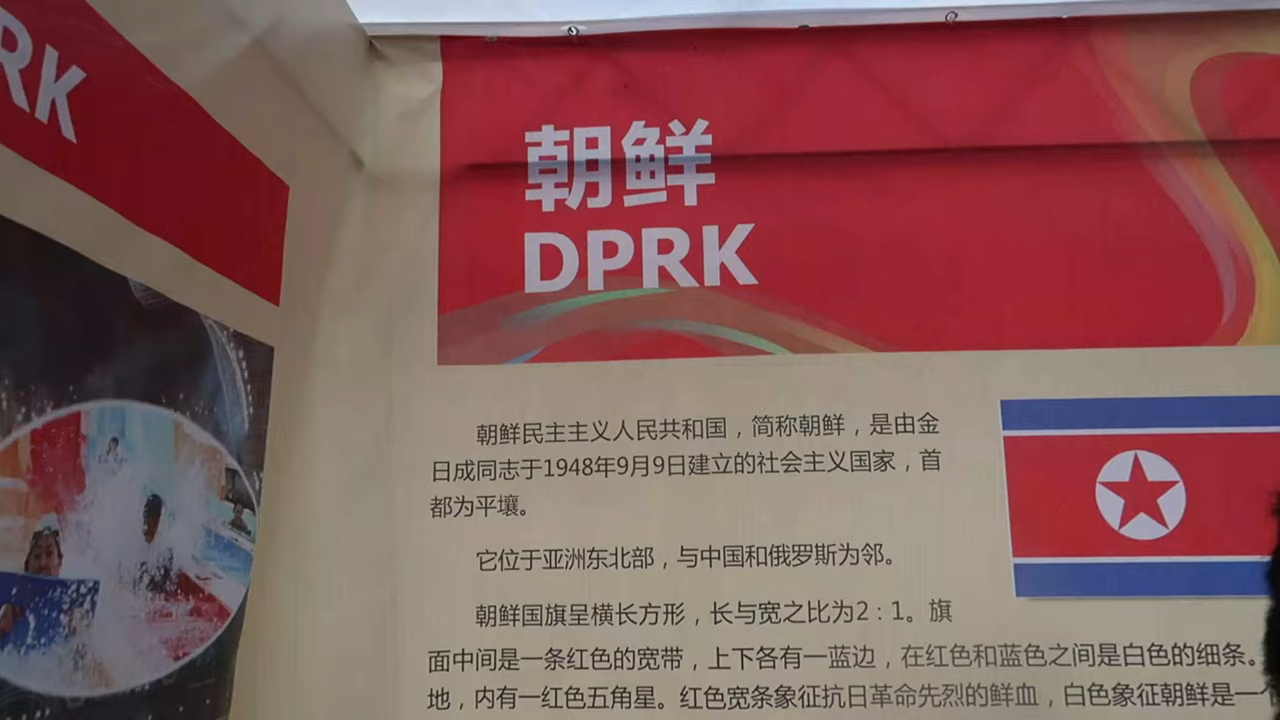 RK
朝鲜
DPRK
朝鲜民主主义人民共和国，简称朝鲜，是由金
日成同志于1948年9月9日建立的社会主义国家，首
都为平壤。
它位于亚洲东北部，与中国和俄罗斯为邻。
朝鲜国旗呈横长方形，长与宽之比为2：1。旗
面中间是一条红色的宽带，上下各有一蓝边，在红色和蓝色之间是白色的细条。
地，内有一红色五角星。红色宽条象征抗日革命先烈的鲜血，白色象征朝鲜是一